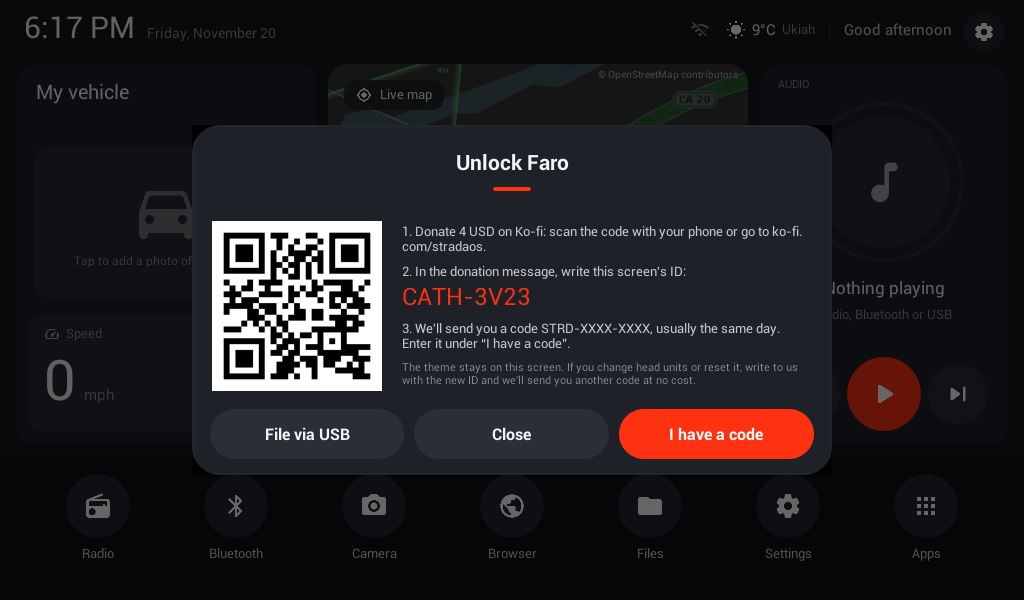 6:17 PM
Friday, November 20
9°C Ukiah
Good afternoon
My vehicle
© OpenStreetMap contributors
Live map
CA 20
AUDIO
Unlock Faro
1. Donate 4 USD on Ko-fi: scan the code with your phone or go to ko-fi.
com/stradaos.
2. In the donation message, write this screen's ID:
CATH-3V23
3. We'll send you a code STRD-XXXX-XXXX, usually the same day.
Enter it under “I have a code”.
The theme stays on this screen. If you change head units or reset it, write to us
with the new ID and we'll send you another code at no cost.
File via USB
Close
I have a code
Tap to add a photo of
Nothing playing
dio, Bluetooth or USB
Speed
0 mph
Radio
Bluetooth
Camera
Browser
Files
Settings
Apps